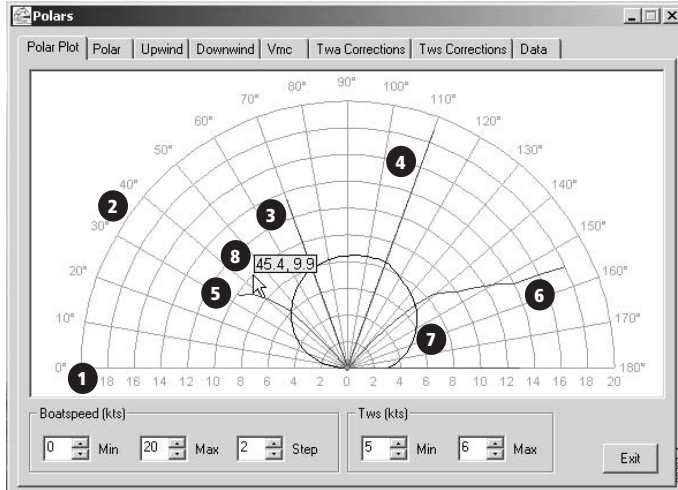 Polars
Polar Plot Polar Upwind Downwind Vmc Twa Corrections Tws Corrections Data
90°
80° 100°
70° 110°
60° 120°
50° 130°
40° 140°
30° 150°
20° 160°
10° 170°
0° 180°
18 16 14 12 10 8 6 4 2 0 2 4 6 8 10 12 14 16 18 20
1
2
3
4
5
6
7
8
45.4, 9.9
Boatspeed (kts)
0 Min 20 Max 2 Step
Tws (kts)
5 Min 6 Max
Exit